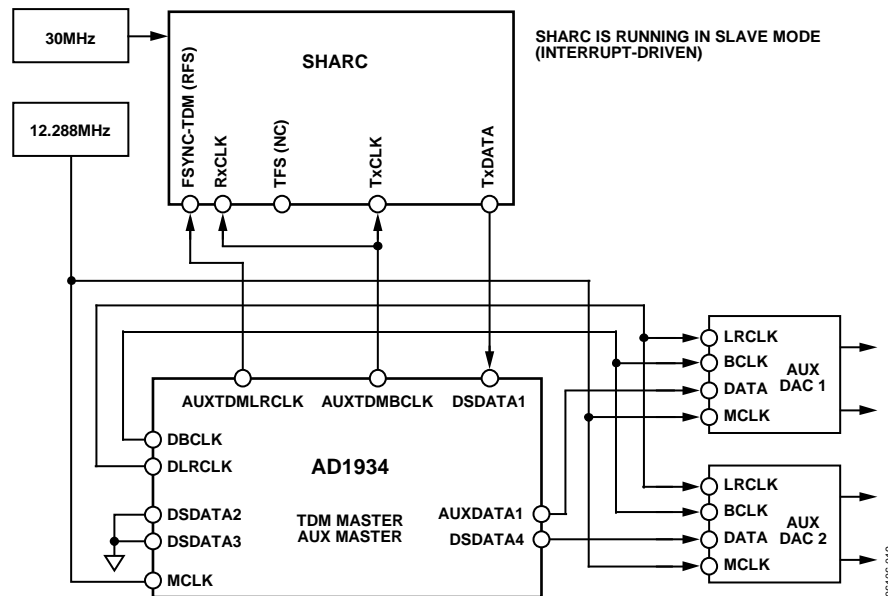 30MHz
12.288MHz
SHARC
SHARC IS RUNNING IN SLAVE MODE
(INTERRUPT-DRIVEN)
FSYNC-TDM (RFS)
RxCLK
TFS (NC)
TxCLK
TxDATA
AUXTDMLRCLK
AUXTDMBCLK
DSDATA1
DBCLK
DLRCLK
DSDATA2
DSDATA3
MCLK
AD1934
TDM MASTER
AUX MASTER
AUXDATA1
DSDATA4
LRCLK
BCLK
DATA
MCLK
AUX
DAC 1
LRCLK
BCLK
DATA
MCLK
AUX
DAC 2